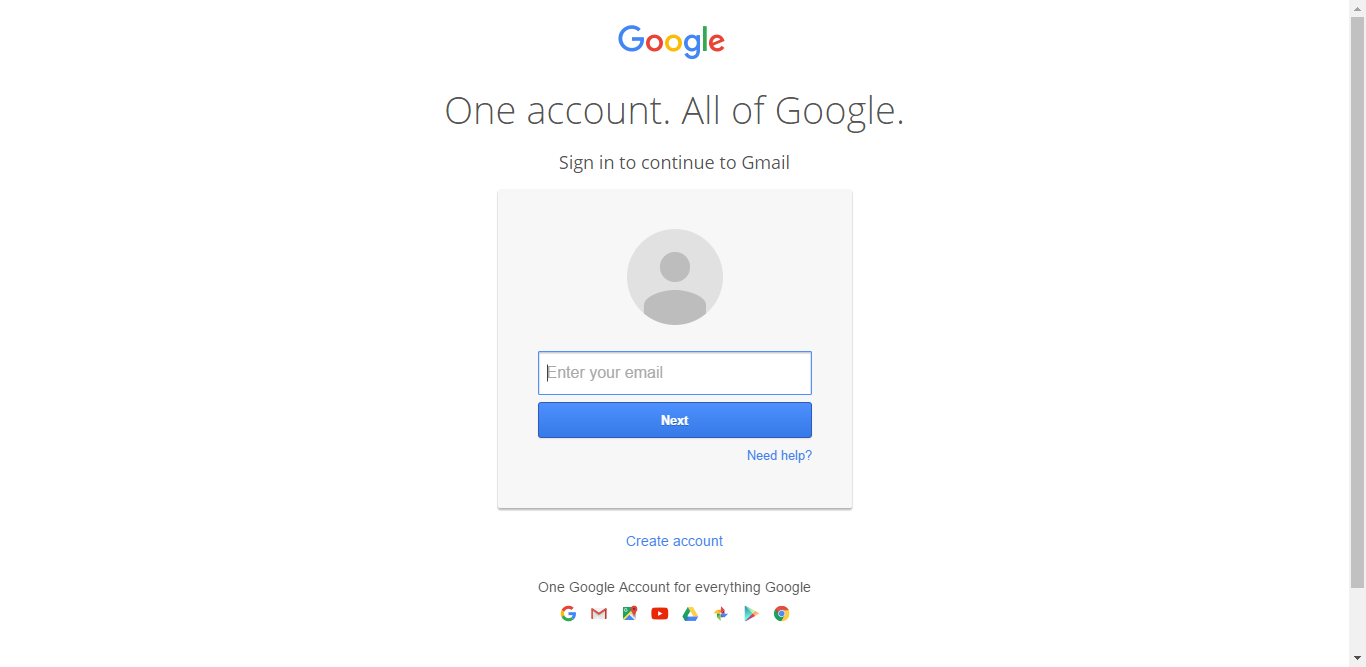 Google
One account. All of Google.
Sign in to continue to Gmail
Enter your email
Next
Need help?
Create account
One Google Account for everything Google